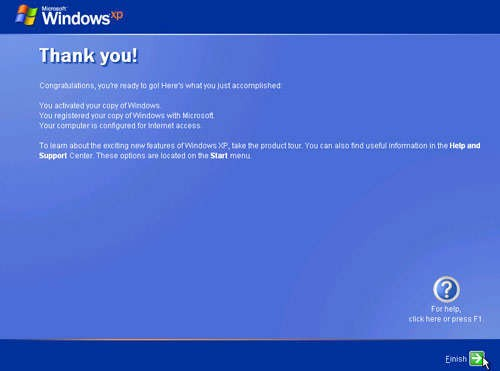 Microsoft®
Windows xp
Thank you!
Congratulations, you're ready to go! Here's what you just accomplished:
You activated your copy of Windows.
You registered your copy of Windows with Microsoft.
Your computer is configured for Internet access.
To learn about the exciting new features of Windows XP, take the product tour. You can also find useful information in the Help and
Support Center. These options are located on the Start menu.
?
For help,
click here or press F1.
Finish